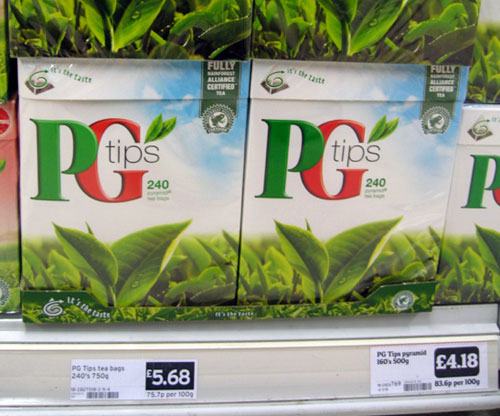 it's the taste
FULLY
RAINFOREST
ALLIANCE
CERTIFIED
TEA
PG tips
240
pyramid®
tea bags
it's the taste
FULLY
RAINFOREST
ALLIANCE
CERTIFIED
TEA
PG tips
240
pyramid®
tea bags
P
it's the taste
it's the taste
PG Tips tea bags
240's 750g
£5.68
75.7p per 100g
PG Tips pyramid
160's 500g
£4.18
83.6p per 100g